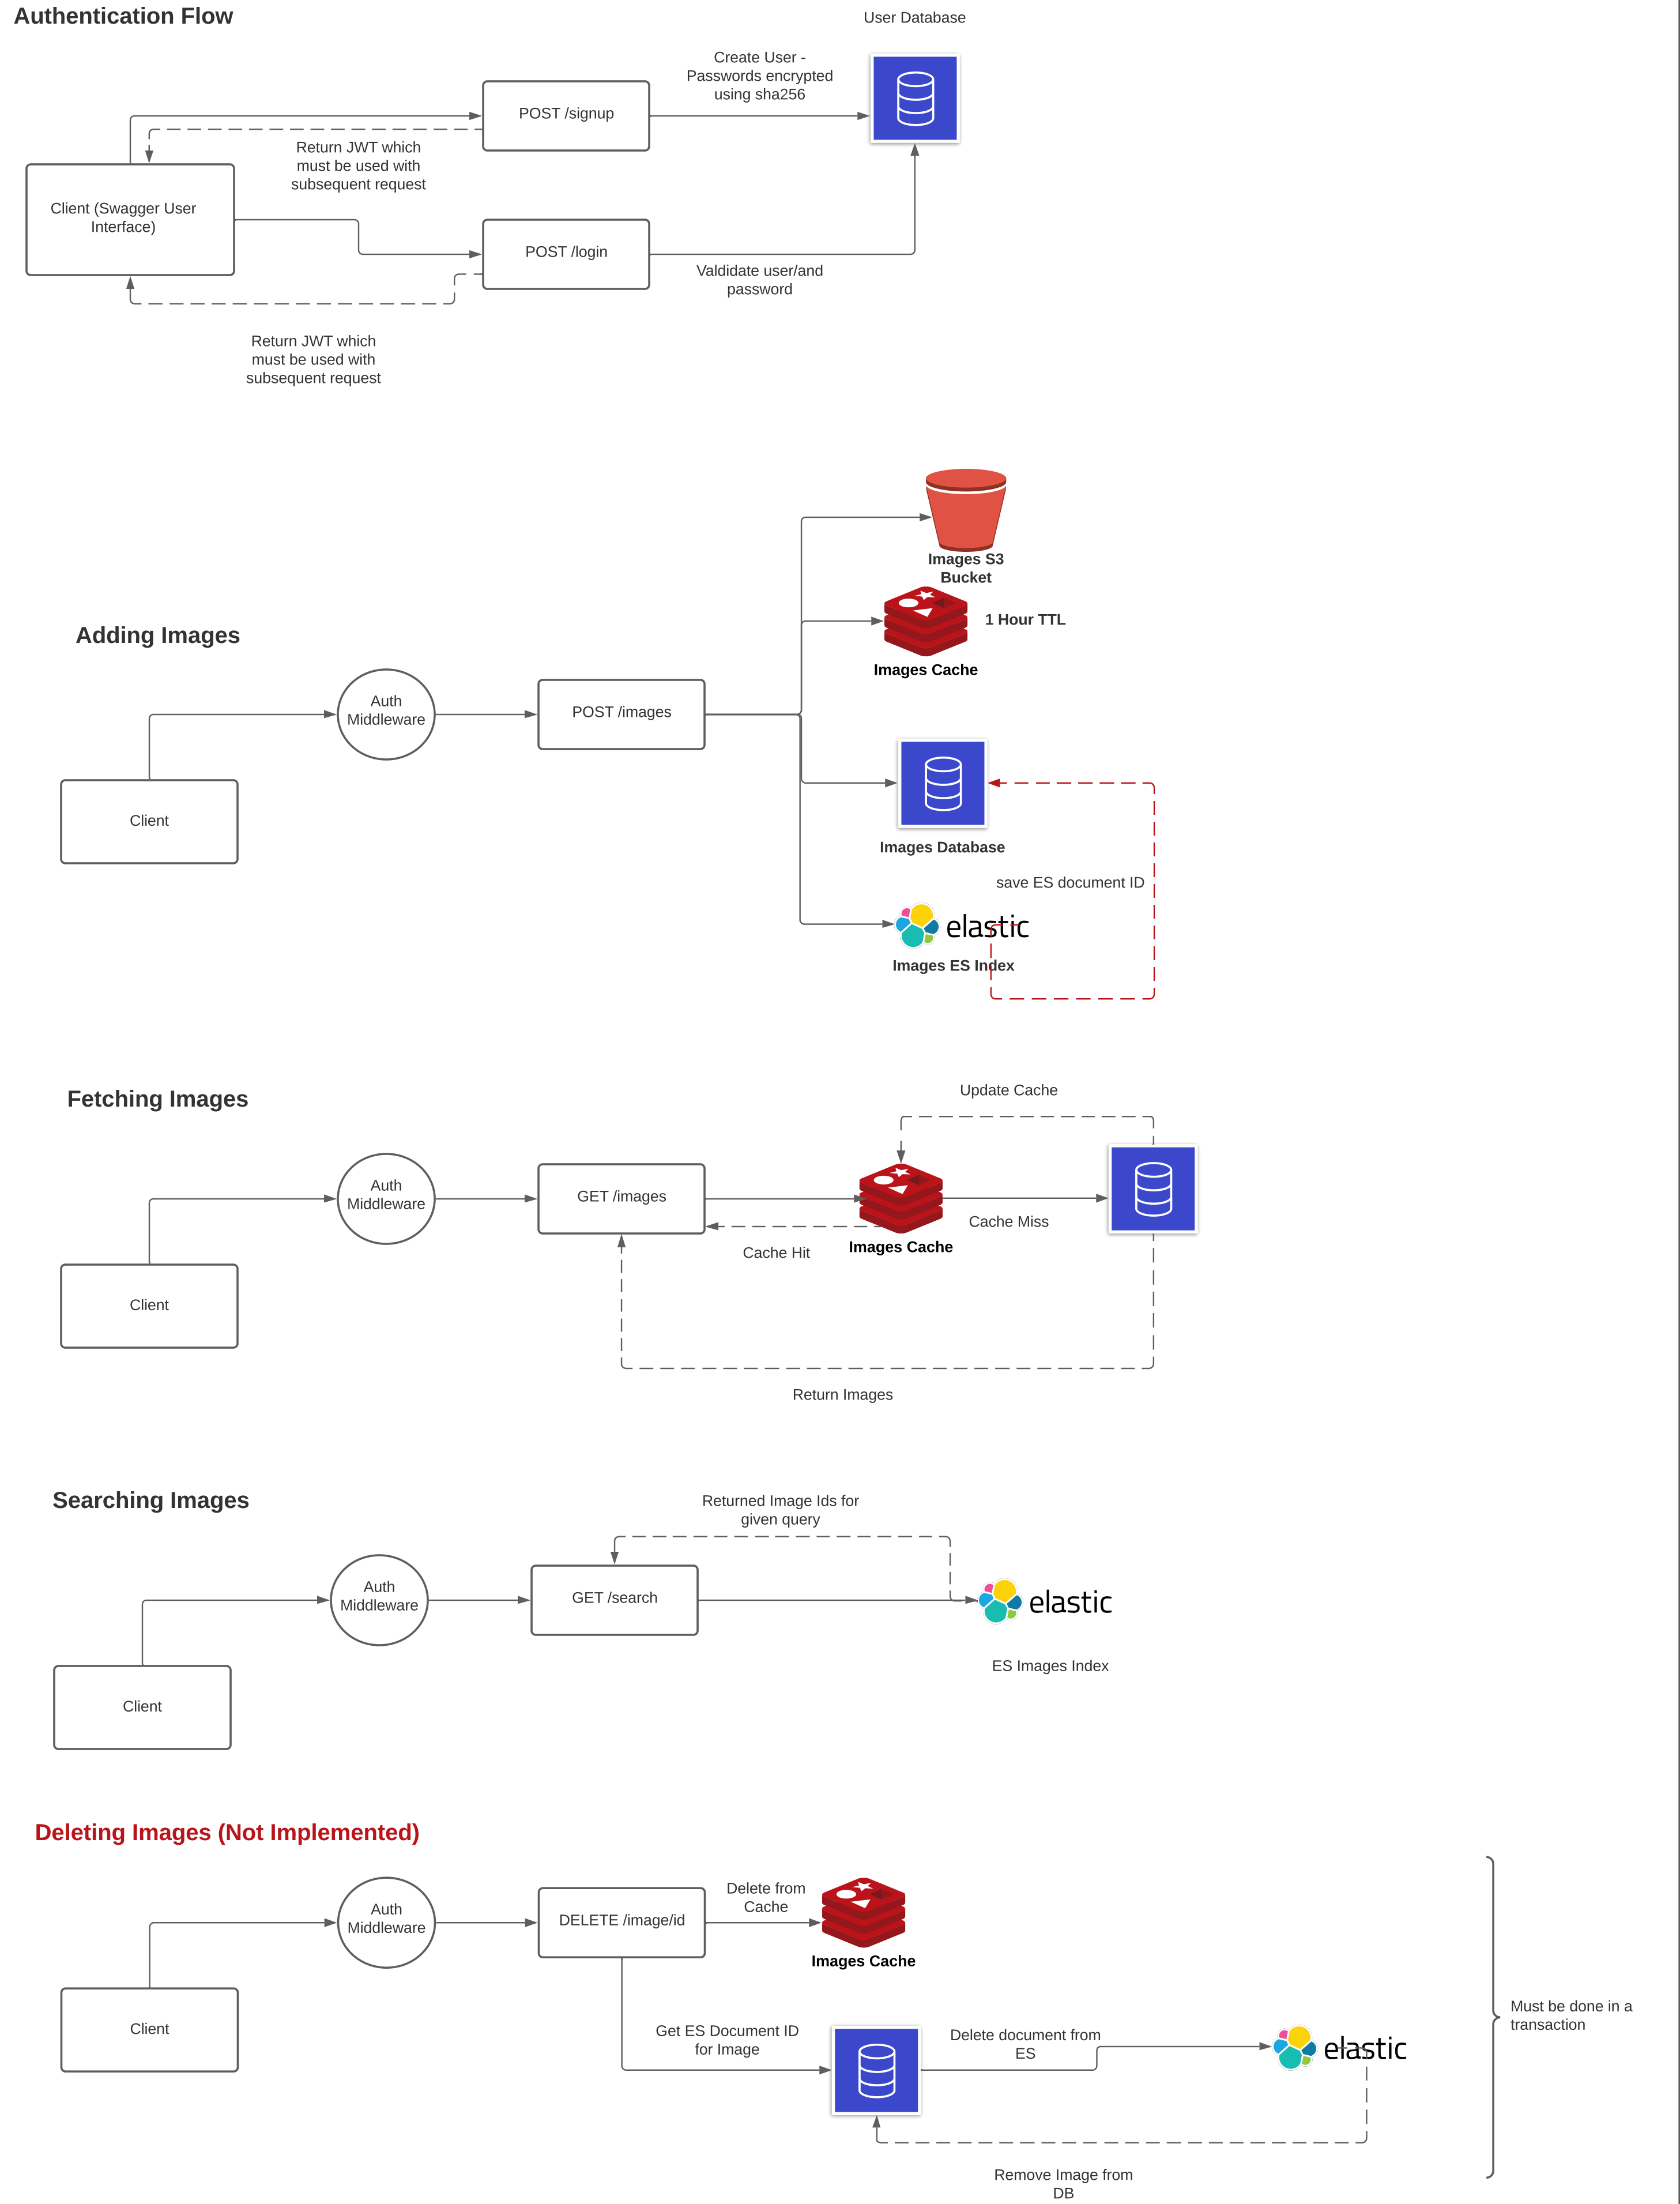 Authentication Flow
User Database
Create User -
Passwords encrypted
using sha256
POST /signup
Return JWT which
must be used with
subsequent request
Client (Swagger User
Interface)
POST /login
Valdidate user/and
password
Return JWT which
must be used with
subsequent request
Images S3
Bucket
Adding Images
1 Hour TTL
Images Cache
Auth
Middleware
POST /images
Client
Images Database
save ES document ID
elastic
Images ES Index
Fetching Images
Update Cache
Auth
Middleware
GET /images
Cache Miss
Cache Hit
Images Cache
Client
Return Images
Searching Images
Returned Image Ids for
given query
Auth
Middleware
GET /search
elastic
ES Images Index
Client
Deleting Images (Not Implemented)
Auth
Middleware
DELETE /image/id
Delete from
Cache
Images Cache
Client
Must be done in a
transaction
Get ES Document ID
for Image
Delete document from
ES
elastic
Remove Image from
DB